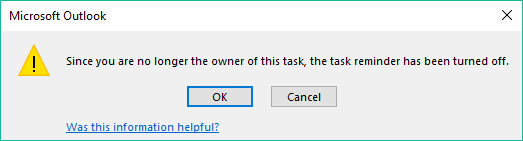 Microsoft Outlook
Since you are no longer the owner of this task, the task reminder has been turned off.
OK
Cancel
Was this information helpful?